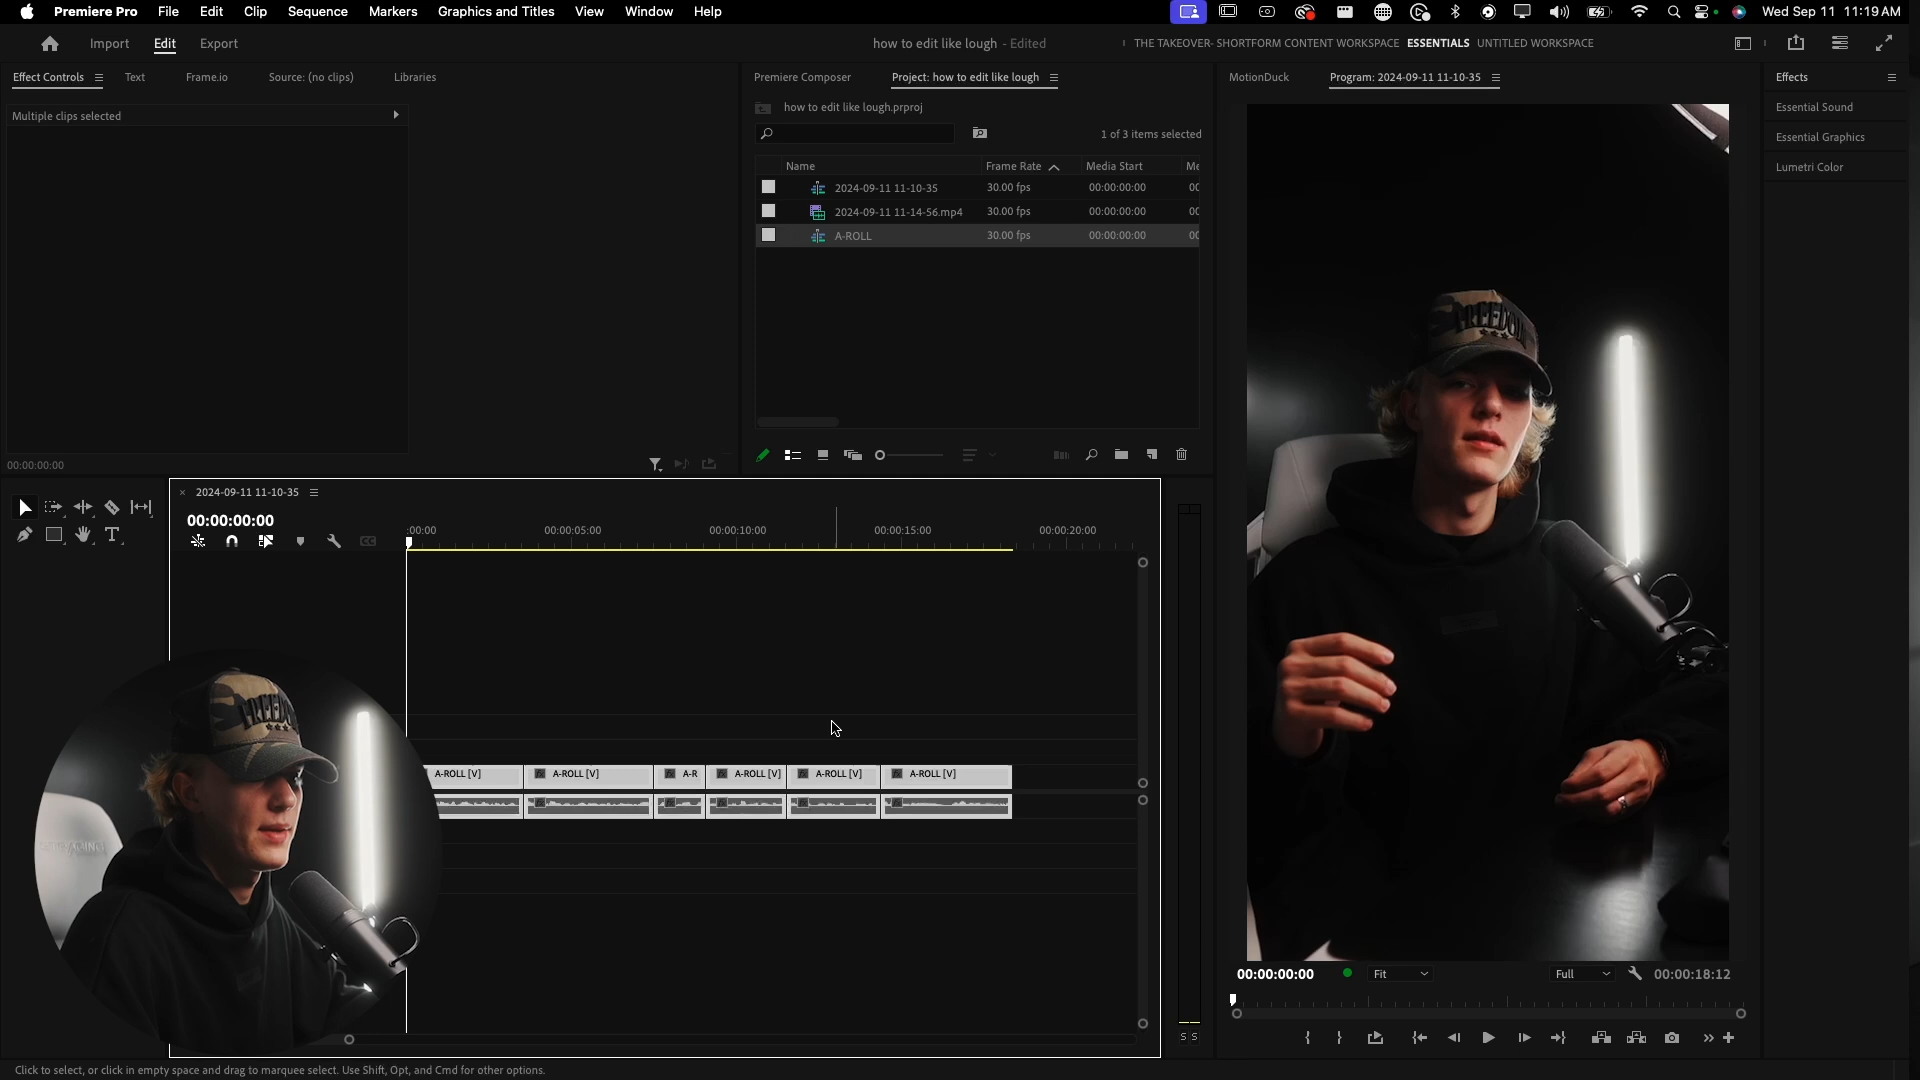 Premiere Pro File Edit Clip Sequence Markers Graphics and Titles View Window Help Wed Sep 11 11:19 AM
Import Edit Export how to edit like lough - Edited THE TAKEOVER- SHORTFORM CONTENT WORKSPACE ESSENTIALS UNTITLED WORKSPACE
Effect Controls Text Frame.io Source: (no clips) Libraries Premiere Composer Project: how to edit like lough MotionDuck Program: 2024-09-11 11-10-35 Effects
Multiple clips selected
how to edit like lough.prproj
Essential Sound
1 of 3 items selected
Essential Graphics
Name Frame Rate Media Start Me
Lumetri Color
2024-09-11 11-10-35 30.00 fps 00:00:00:00 00
2024-09-11 11-14-56.mp4 30.00 fps 00:00:00:00 00
A-ROLL 30.00 fps 00:00:00:00 00
FREEDOM
00:00:00:00
2024-09-11 11-10-35
00:00:00:00
:00:00 00:00:05:00 00:00:10:00 00:00:15:00 00:00:20:00
CC
T
A-ROLL [V] A-ROLL [V] A-R A-ROLL [V] A-ROLL [V] A-ROLL [V]
00:00:00:00 Fit Full 00:00:18:12
S S
Click to select, or click in empty space and drag to marquee select. Use Shift, Opt, and Cmd for other options.